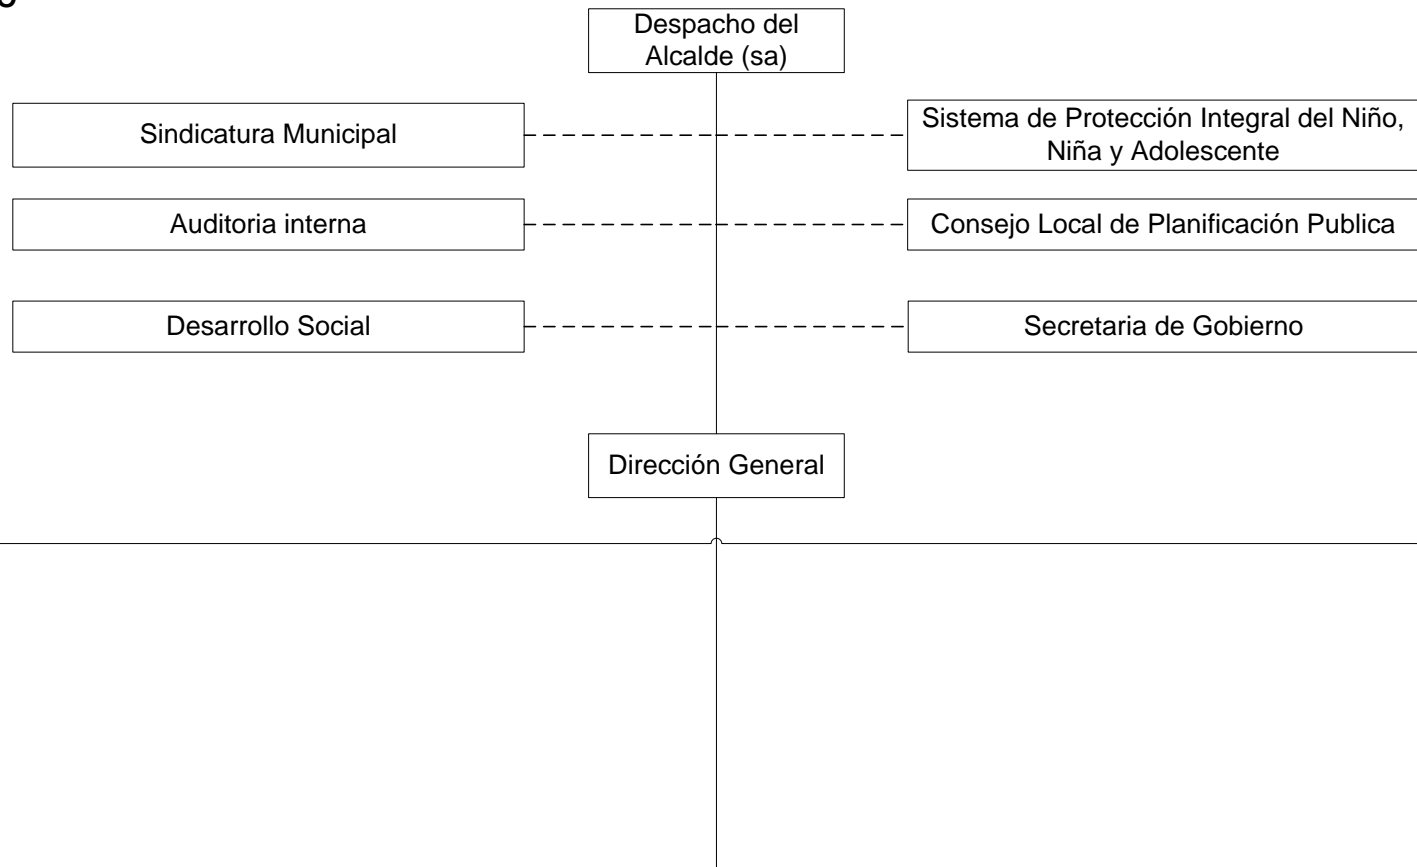 Despacho del
Alcalde (sa)
Sindicatura Municipal
Sistema de Protección Integral del Niño,
Niña y Adolescente
Auditoria interna
Consejo Local de Planificación Publica
Desarrollo Social
Secretaria de Gobierno
Dirección General